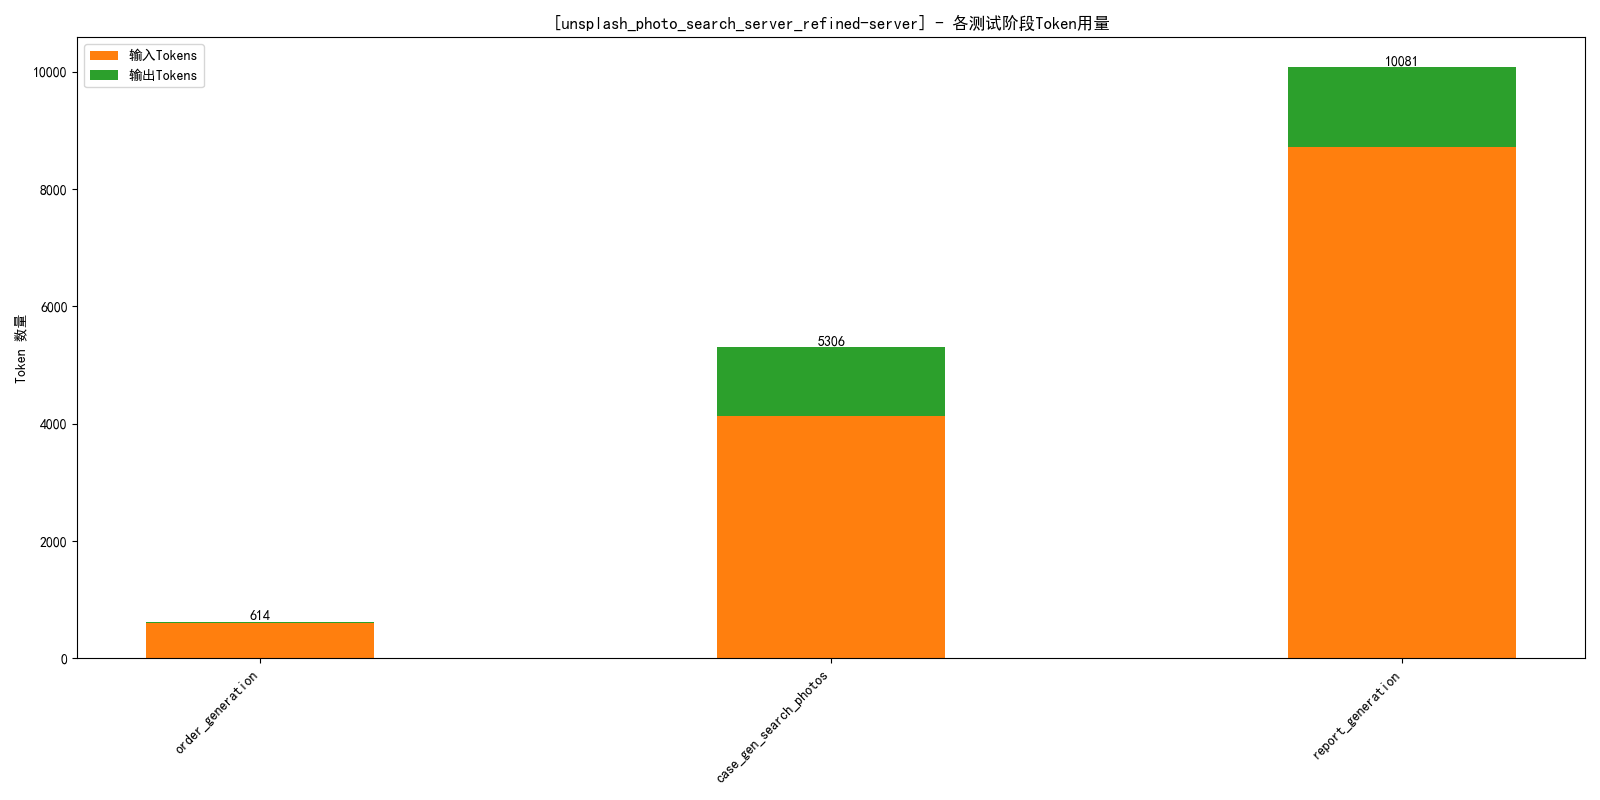 [unsplash_photo_search_server_refined-server] - 各测试阶段Token用量
输入Tokens
输出Tokens
Token 数量
10000
8000
6000
4000
2000
0
614
5306
10081
order_generation
case_gen_search_photos
report_generation